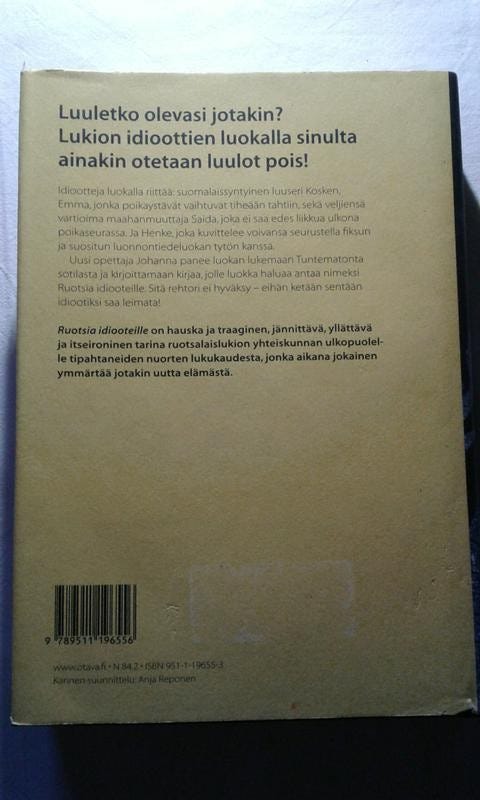 Luuletko olevasi jotakin?
Lukion idioottien luokalla sinulta
ainakin otetaan luulot pois!
Idiootteja luokalla riittää: suomalaissyntyinen luuseri Kosken,
Emma, jonka poikaystävät vaihtuvat tiheään tahtiin, sekä veljiensä
vartioima maahanmuuttaja Saida, joka ei saa edes liikkua ulkona
poikaseurassa. Ja Henke, joka kuvittelee voivansa seurustella fiksun
ja suositun luonnontiedeluokan tytön kanssa.
Uusi opettaja Johanna panee luokan lukemaan Tuntematonta
sotilasta ja kirjoittamaan kirjaa, jolle luokka haluaa antaa nimeksi
Ruotsia idiooteille. Sitä rehtori ei hyväksy – eihän ketään sentään
idiootiksi saa leimata!
Ruotsia idiooteille on hauska ja traaginen, jännittävä, yllättävä
ja itseironinen tarina ruotsalaislukion yhteiskunnan ulkopuolel-
le tipahtaneiden nuorten lukukaudesta, jonka aikana jokainen
ymmärtää jotakin uutta elämästä.
9 789511 196556
www.otava.fi • N 84.2 • ISBN 951-1-19655-3
Kannen suunnittelu: Anja Reponen